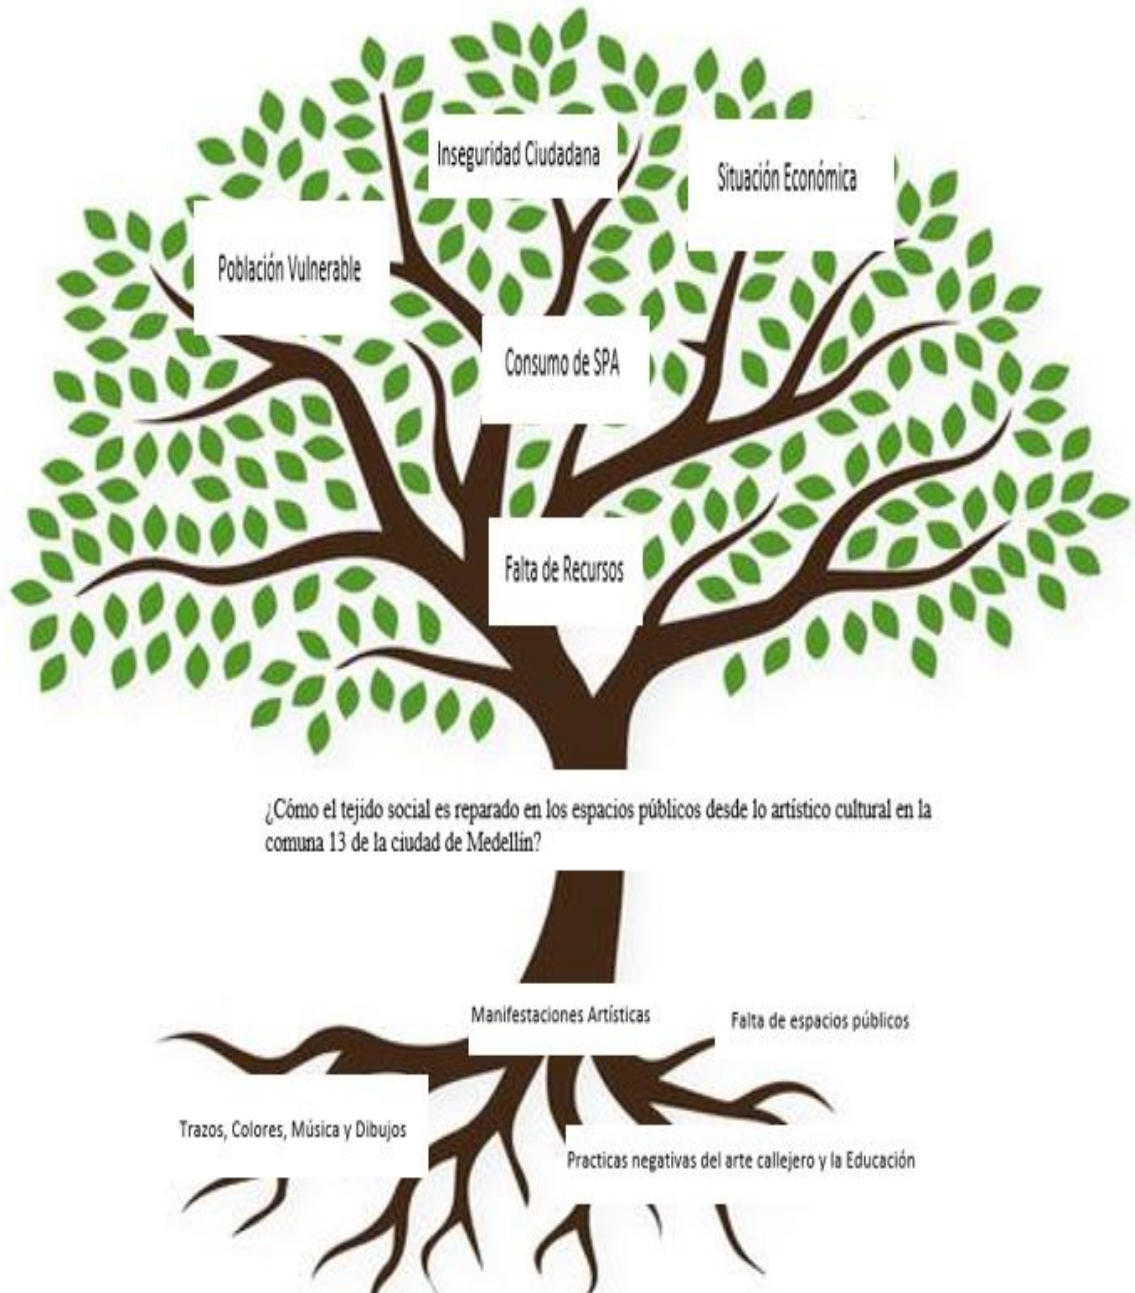 Inseguridad Ciudadana
Situación Económica
Población Vulnerable
Consumo de SPA
Falta de Recursos
¿Cómo el tejido social es reparado en los espacios públicos desde lo artístico cultural en la
comuna 13 de la ciudad de Medellín?
Manifestaciones Artísticas
Falta de espacios públicos
Trazos, Colores, Música y Dibujos
Practicas negativas del arte callejero y la Educación